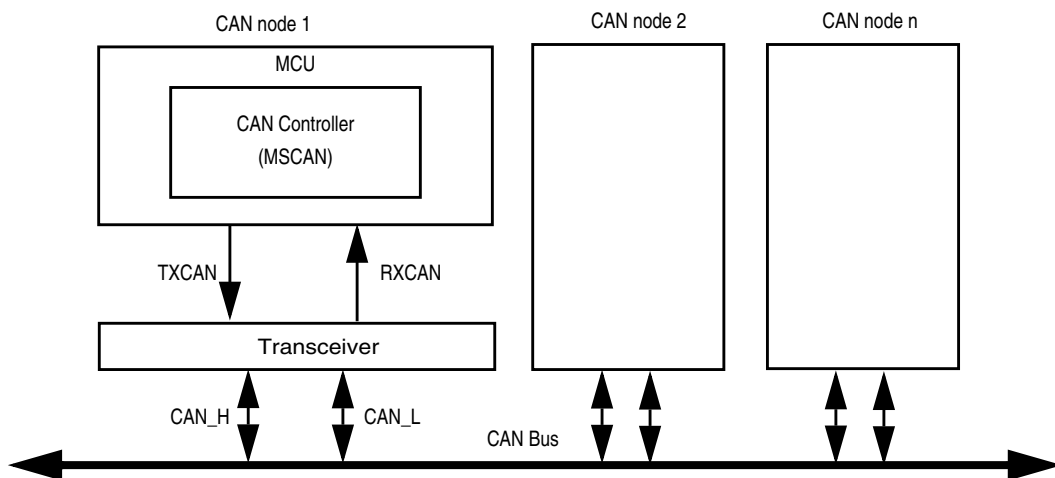 CAN node 1
CAN node 2
CAN node n
MCU
CAN Controller
(MSCAN)
TXCAN
RXCAN
Transceiver
CAN_H
CAN_L
CAN Bus